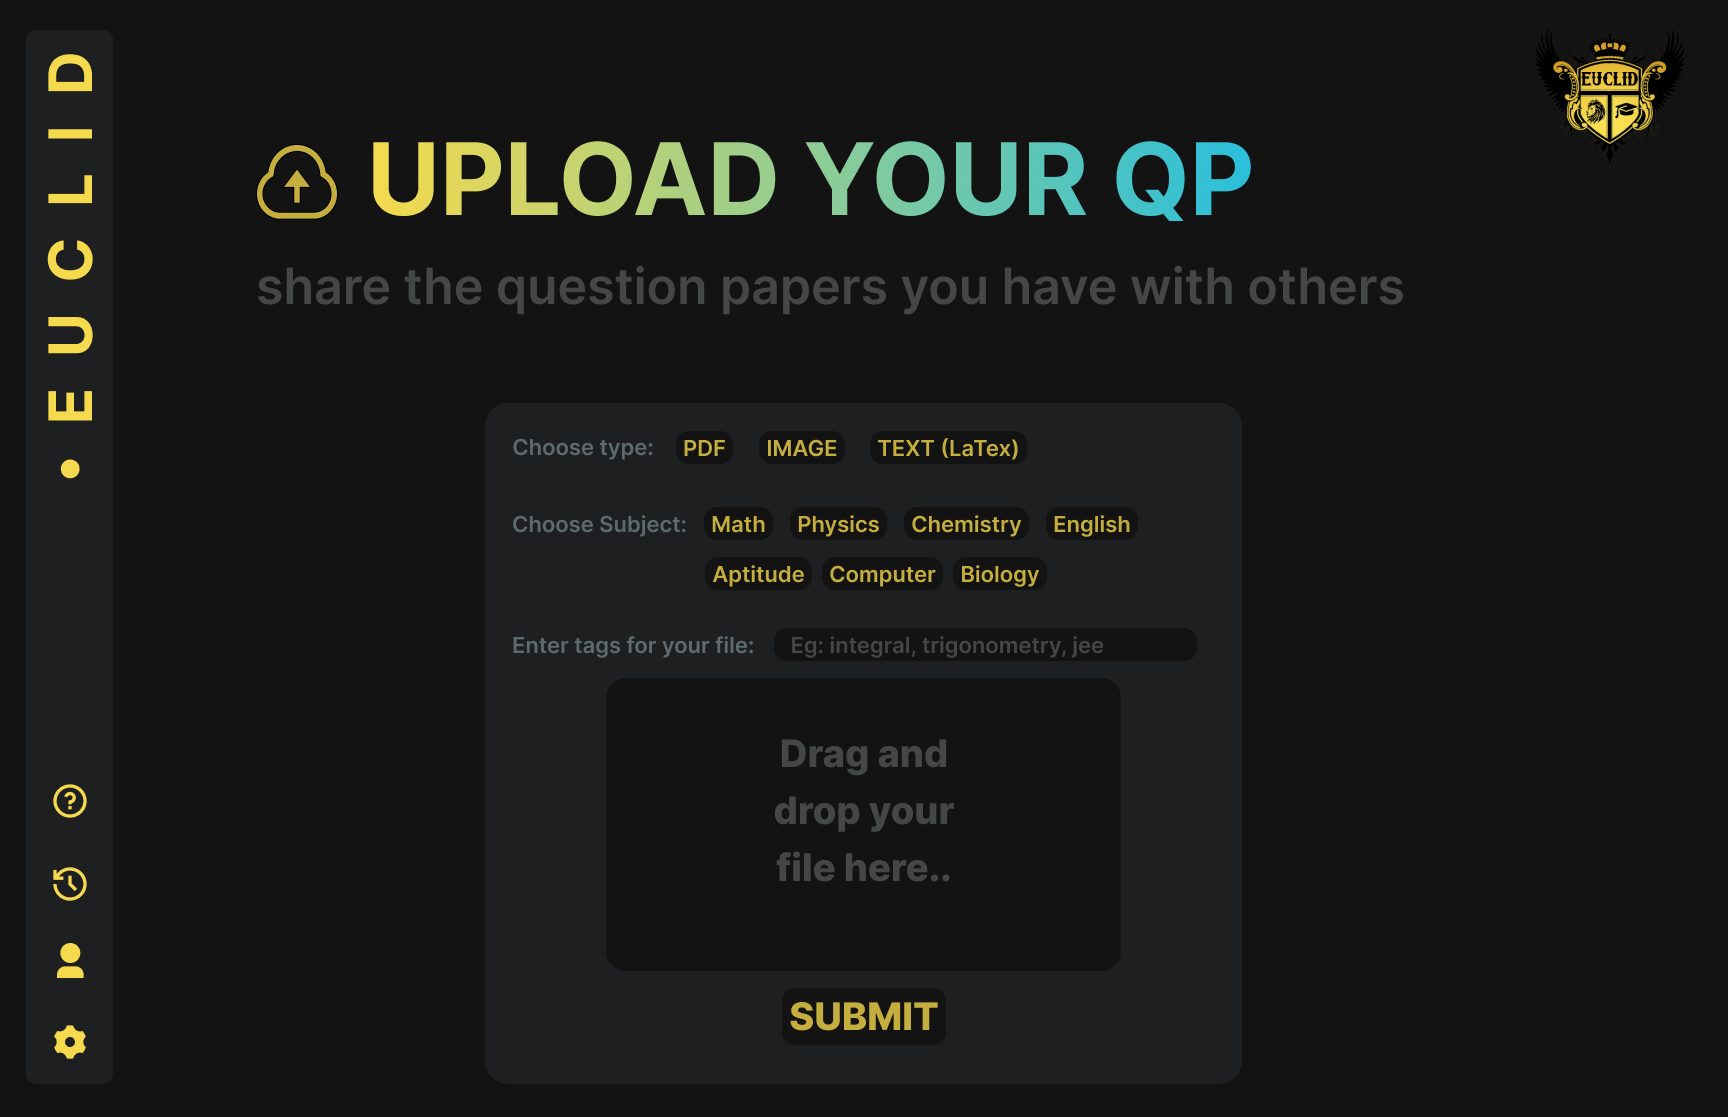 • EUCLID
EUCLID
UPLOAD YOUR QP
share the question papers you have with others
Choose type: PDF IMAGE TEXT (LaTex)
Choose Subject: Math Physics Chemistry English
Aptitude Computer Biology
Enter tags for your file: Eg: integral, trigonometry, jee
Drag and
drop your
file here..
SUBMIT